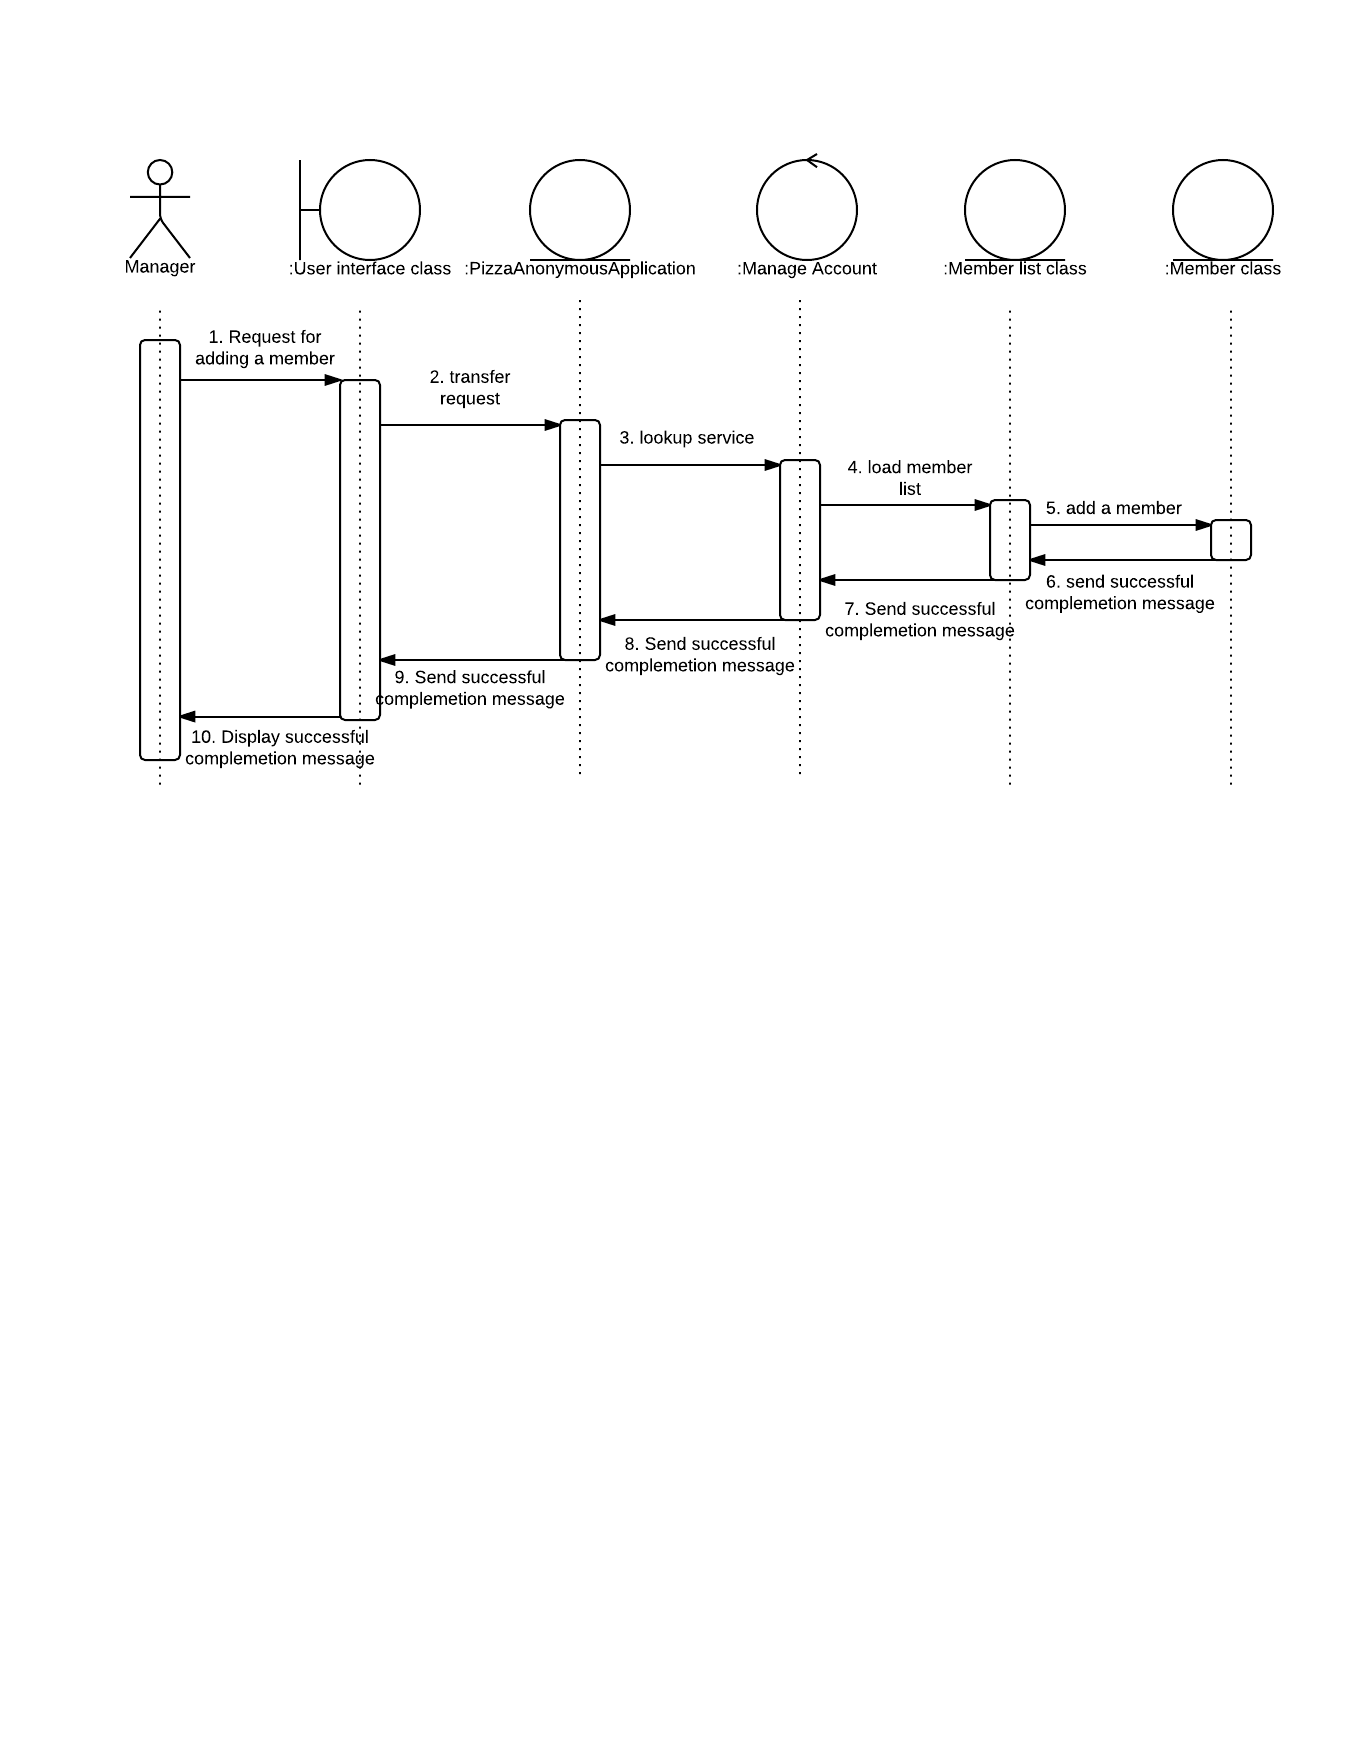 Manager
:User interface class
:PizzaAnonymousApplication
:Manage Account
:Member list class
:Member class
1. Request for
adding a member
2. transfer
request
3. lookup service
4. load member
list
5. add a member
6. send successful
complemetion message
7. Send successful
complemetion message
8. Send successful
complemetion message
9. Send successful
complemetion message
10. Display successful
complemetion message